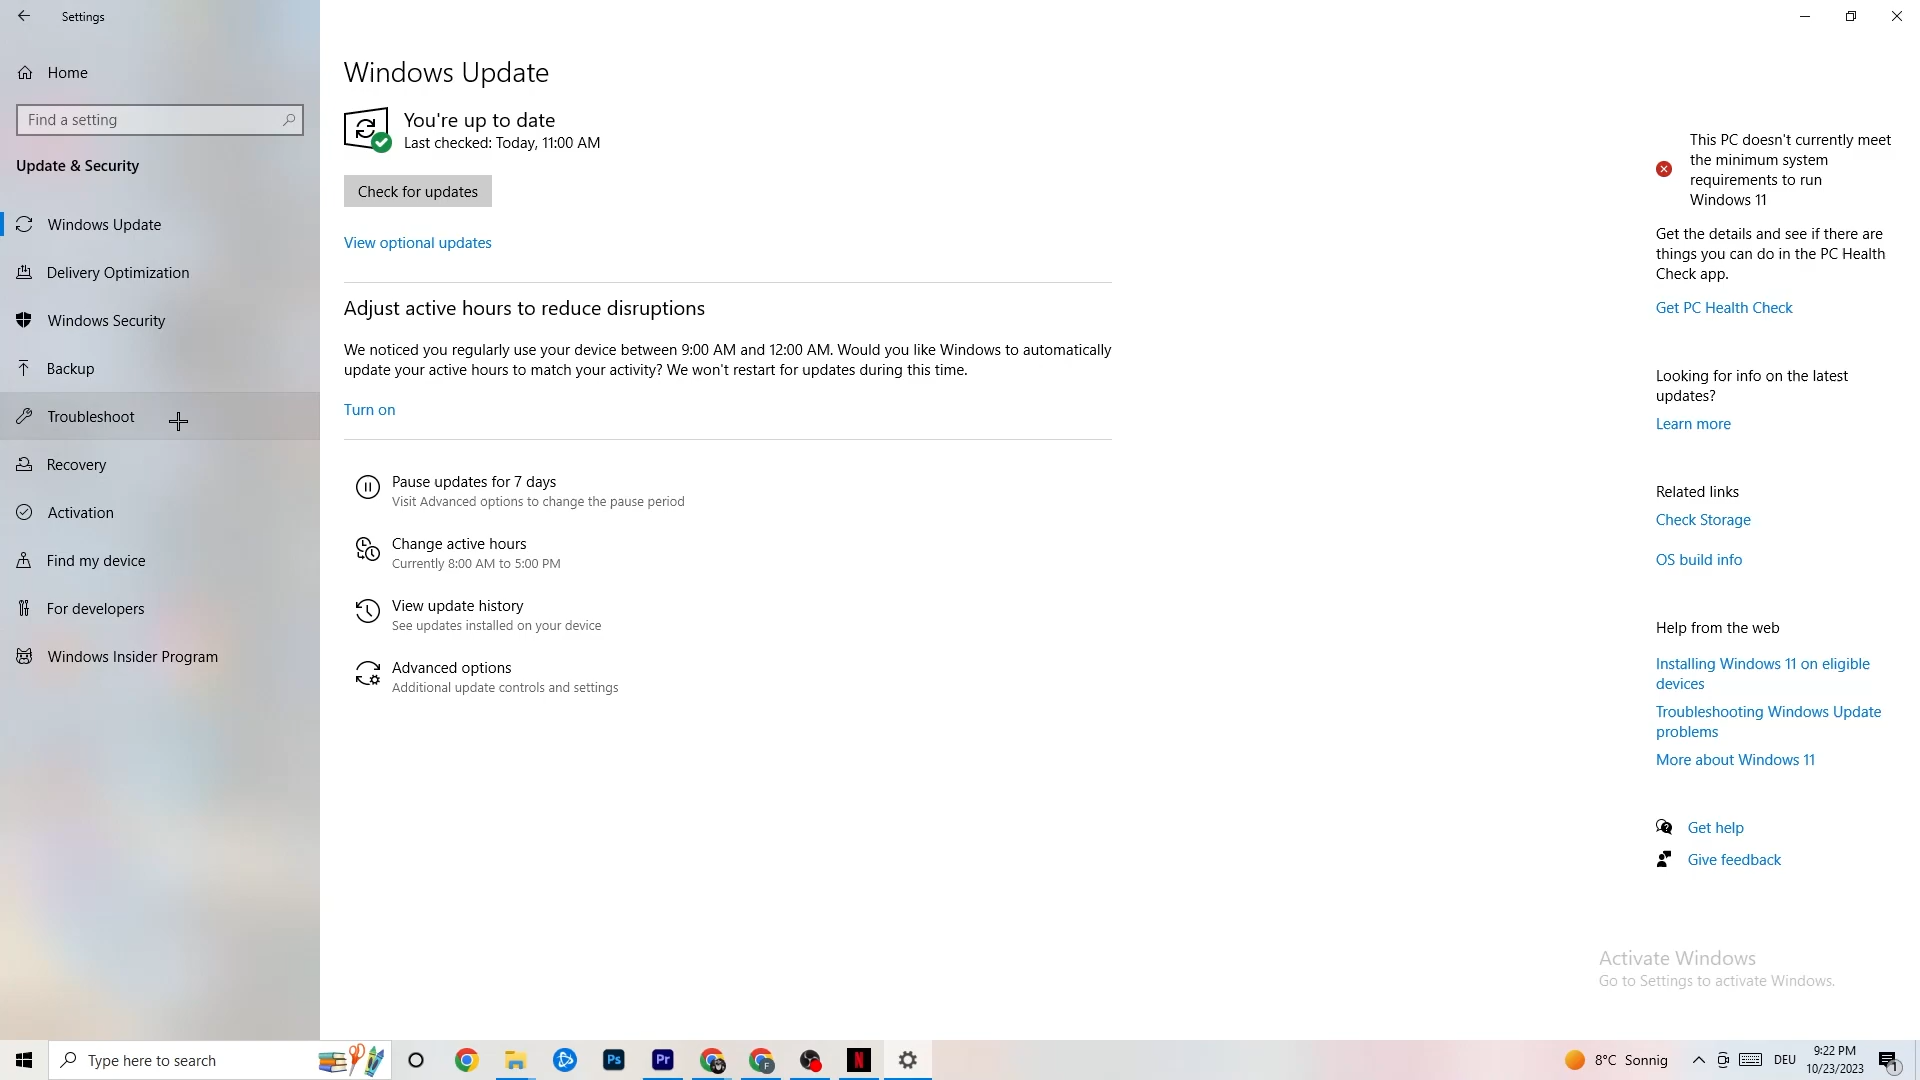 Settings
Home
Find a setting
Update & Security
Windows Update
Delivery Optimization
Windows Security
Backup
Troubleshoot
Recovery
Activation
Find my device
For developers
Windows Insider Program
Windows Update
You're up to date
Last checked: Today, 11:00 AM
Check for updates
View optional updates
Adjust active hours to reduce disruptions
We noticed you regularly use your device between 9:00 AM and 12:00 AM. Would you like Windows to automatically
update your active hours to match your activity? We won't restart for updates during this time.
Turn on
Pause updates for 7 days
Visit Advanced options to change the pause period
Change active hours
Currently 8:00 AM to 5:00 PM
View update history
See updates installed on your device
Advanced options
Additional update controls and settings
This PC doesn't currently meet
the minimum system
requirements to run
Windows 11
Get the details and see if there are
things you can do in the PC Health
Check app.
Get PC Health Check
Looking for info on the latest
updates?
Learn more
Related links
Check Storage
OS build info
Help from the web
Installing Windows 11 on eligible
devices
Troubleshooting Windows Update
problems
More about Windows 11
Get help
Give feedback
Activate Windows
Go to Settings to activate Windows.
Type here to search
Ps
Pr
F
N
8°C Sonnig
DEU
9:22 PM
10/23/2023
1